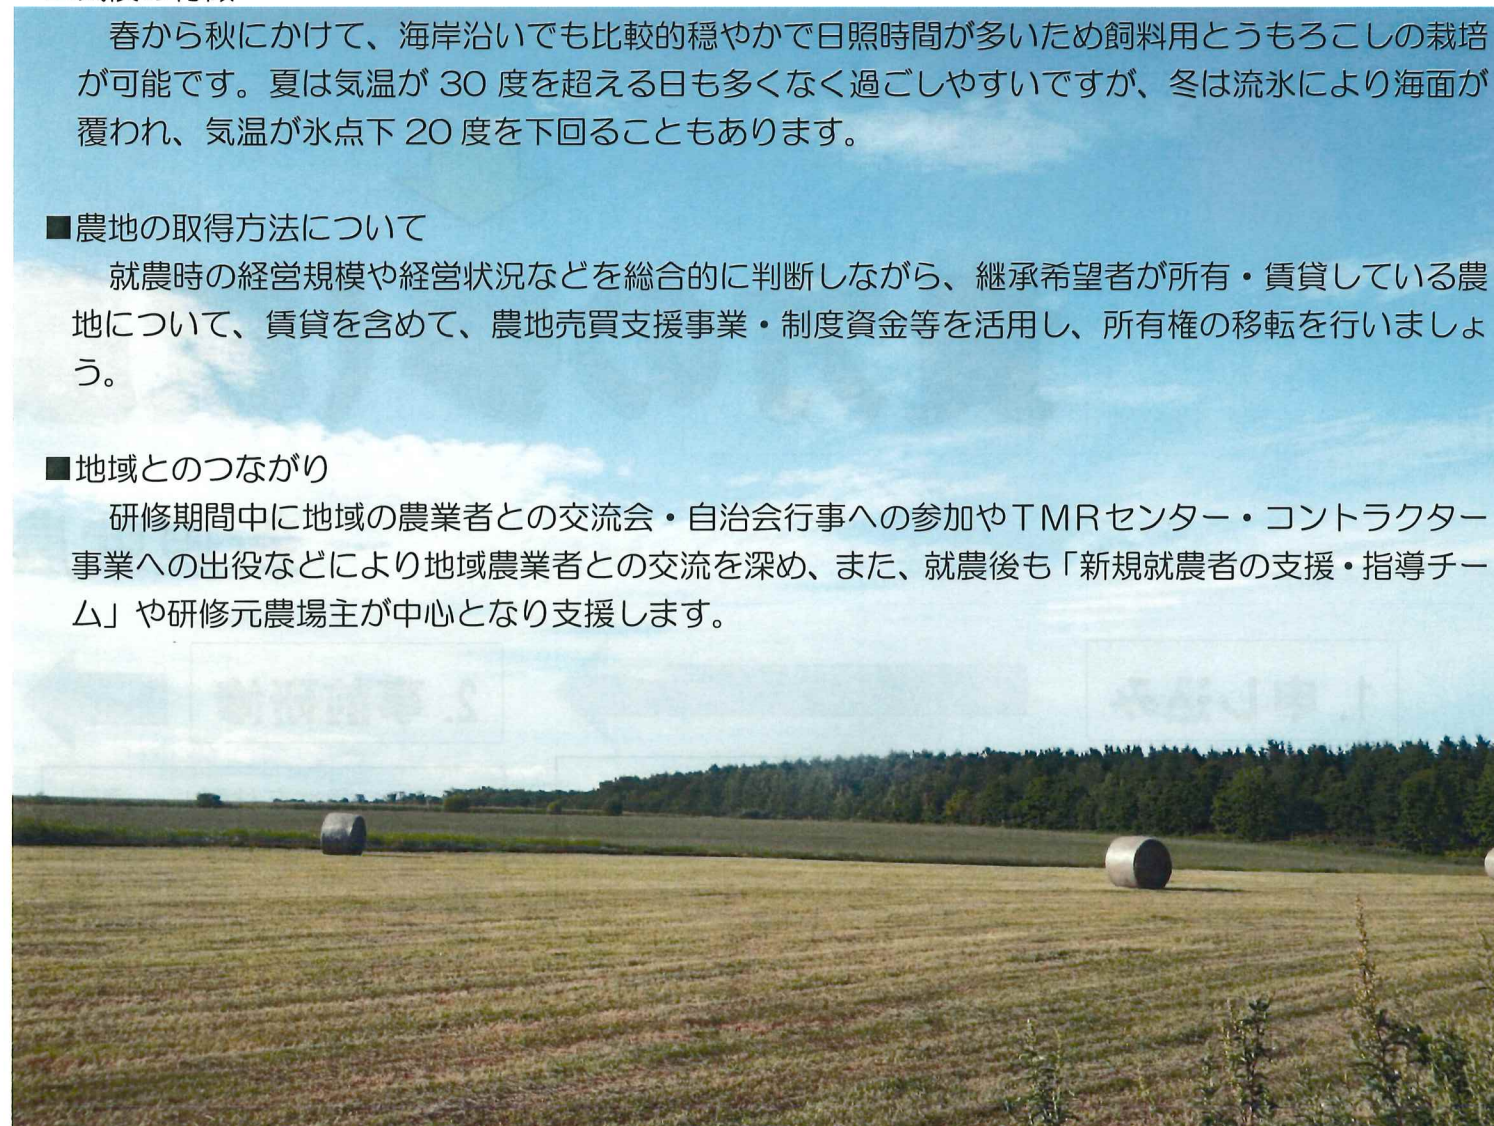 春から秋にかけて、海岸沿いでも比較的穏やかで日照時間が多いため飼料用とうもろこしの栽培
が可能です。夏は気温が 30 度を超える日も多くなく過ごしやすいですが、冬は流氷により海面が
覆われ、気温が氷点下 20 度を下回ることもあります。
■農地の取得方法について
就農時の経営規模や経営状況などを総合的に判断しながら、継承希望者が所有・賃貸している農
地について、賃貸を含めて、農地売買支援事業・制度資金等を活用し、所有権の移転を行いましょ
う。
■地域とのつながり
研修期間中に地域の農業者との交流会・自治会行事への参加やTMRセンター・コントラクター
事業への出役などにより地域農業者との交流を深め、また、就農後も「新規就農者の支援・指導チー
ム」や研修元農場主が中心となり支援します。
1. 申し込み
2. 事前研修